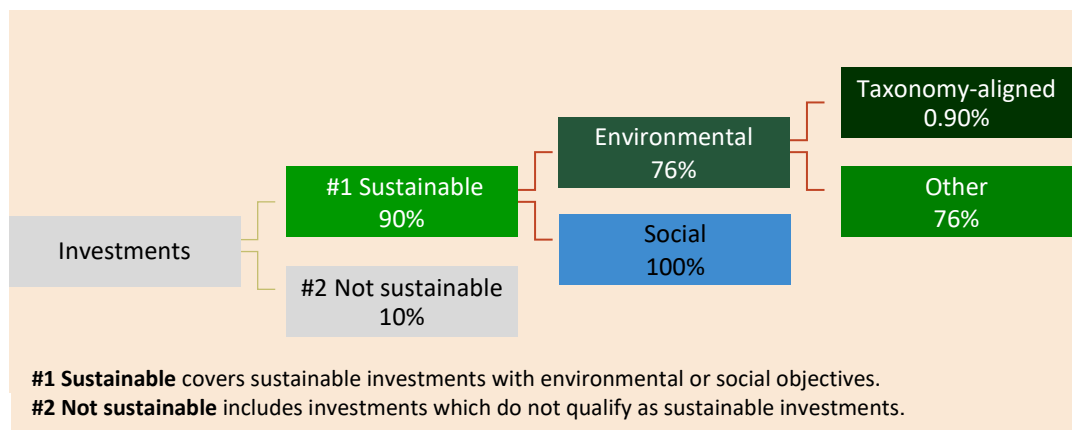 Investments
#1 Sustainable
90%
#2 Not sustainable
10%
Environmental
76%
Social
100%
Taxonomy-aligned
0.90%
Other
76%
#1 Sustainable covers sustainable investments with environmental or social objectives.
#2 Not sustainable includes investments which do not qualify as sustainable investments.